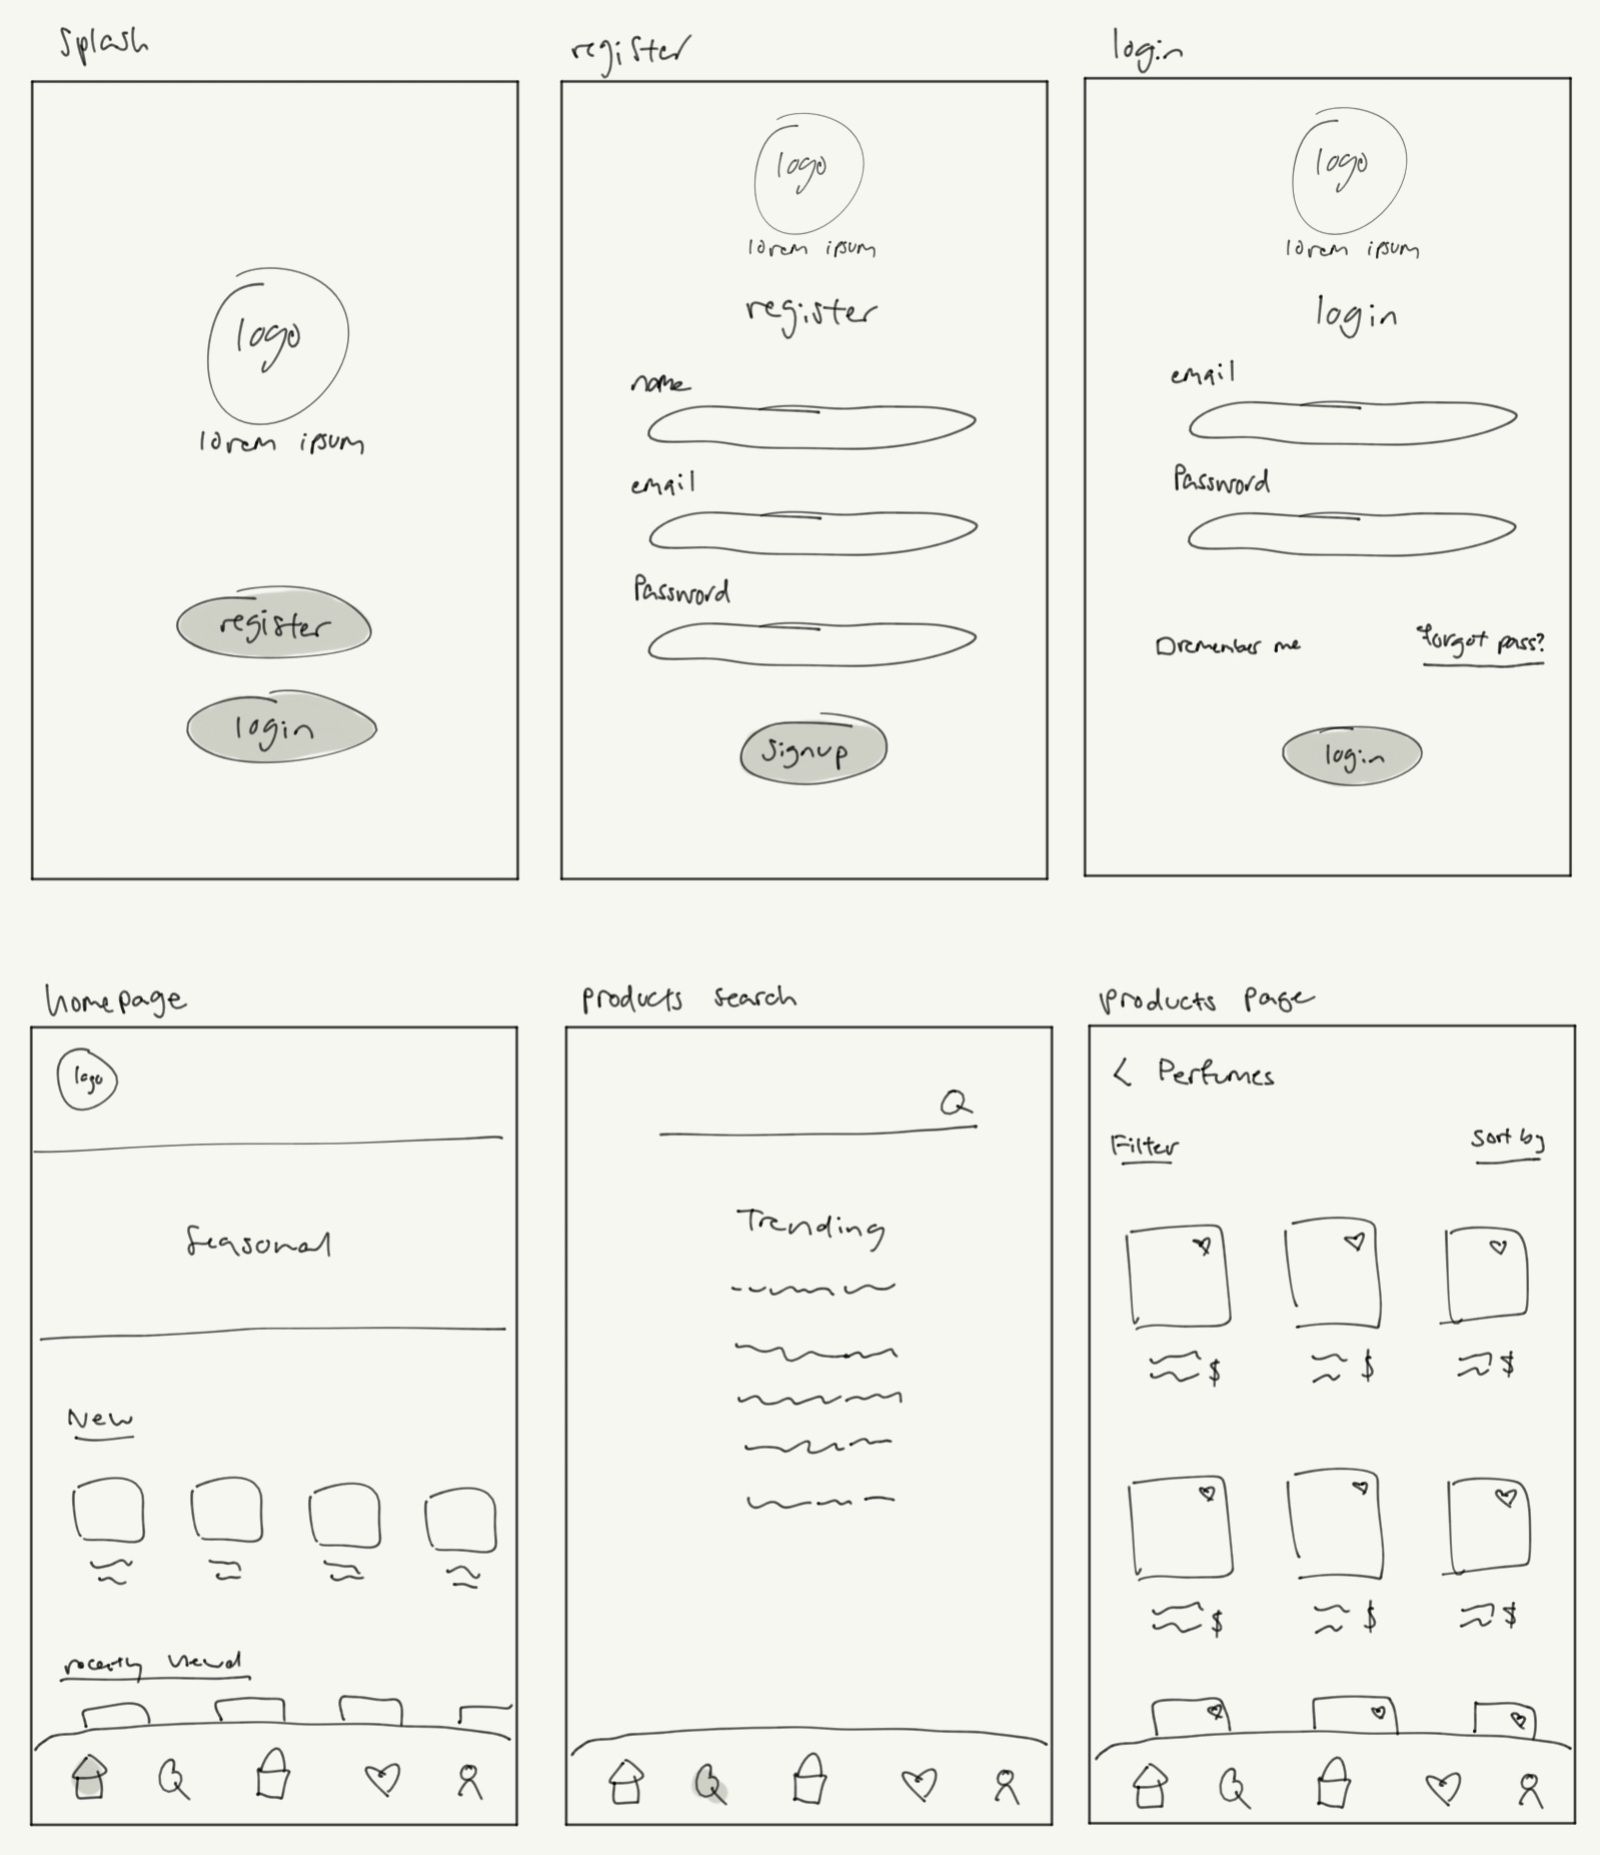 splash
logo
lorem ipsum
register
login
register
logo
lorem ipsum
register
name
email
Password
signup
login
logo
lorem ipsum
login
email
Password
remember me
forgot pass?
login
homepage
logo
Seasonal
New
recently viewed
products search
Trending
products page
< Perfumes
Filter
Sort by
$ $ $
$ $ $